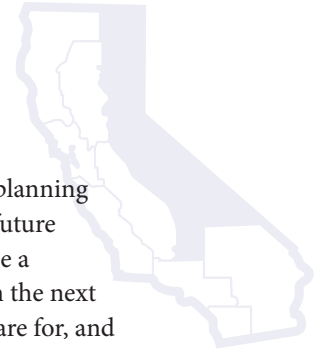 planning
future
e a
n the next
are for, and